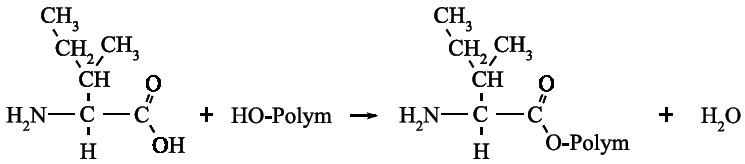 CH₃ CH₃
CH₂ CH₃ CH₂ CH₃
CH O CH O
H₂N—C—C + HO-Polym → H₂N—C—C + H₂O
H OH H O-Polym